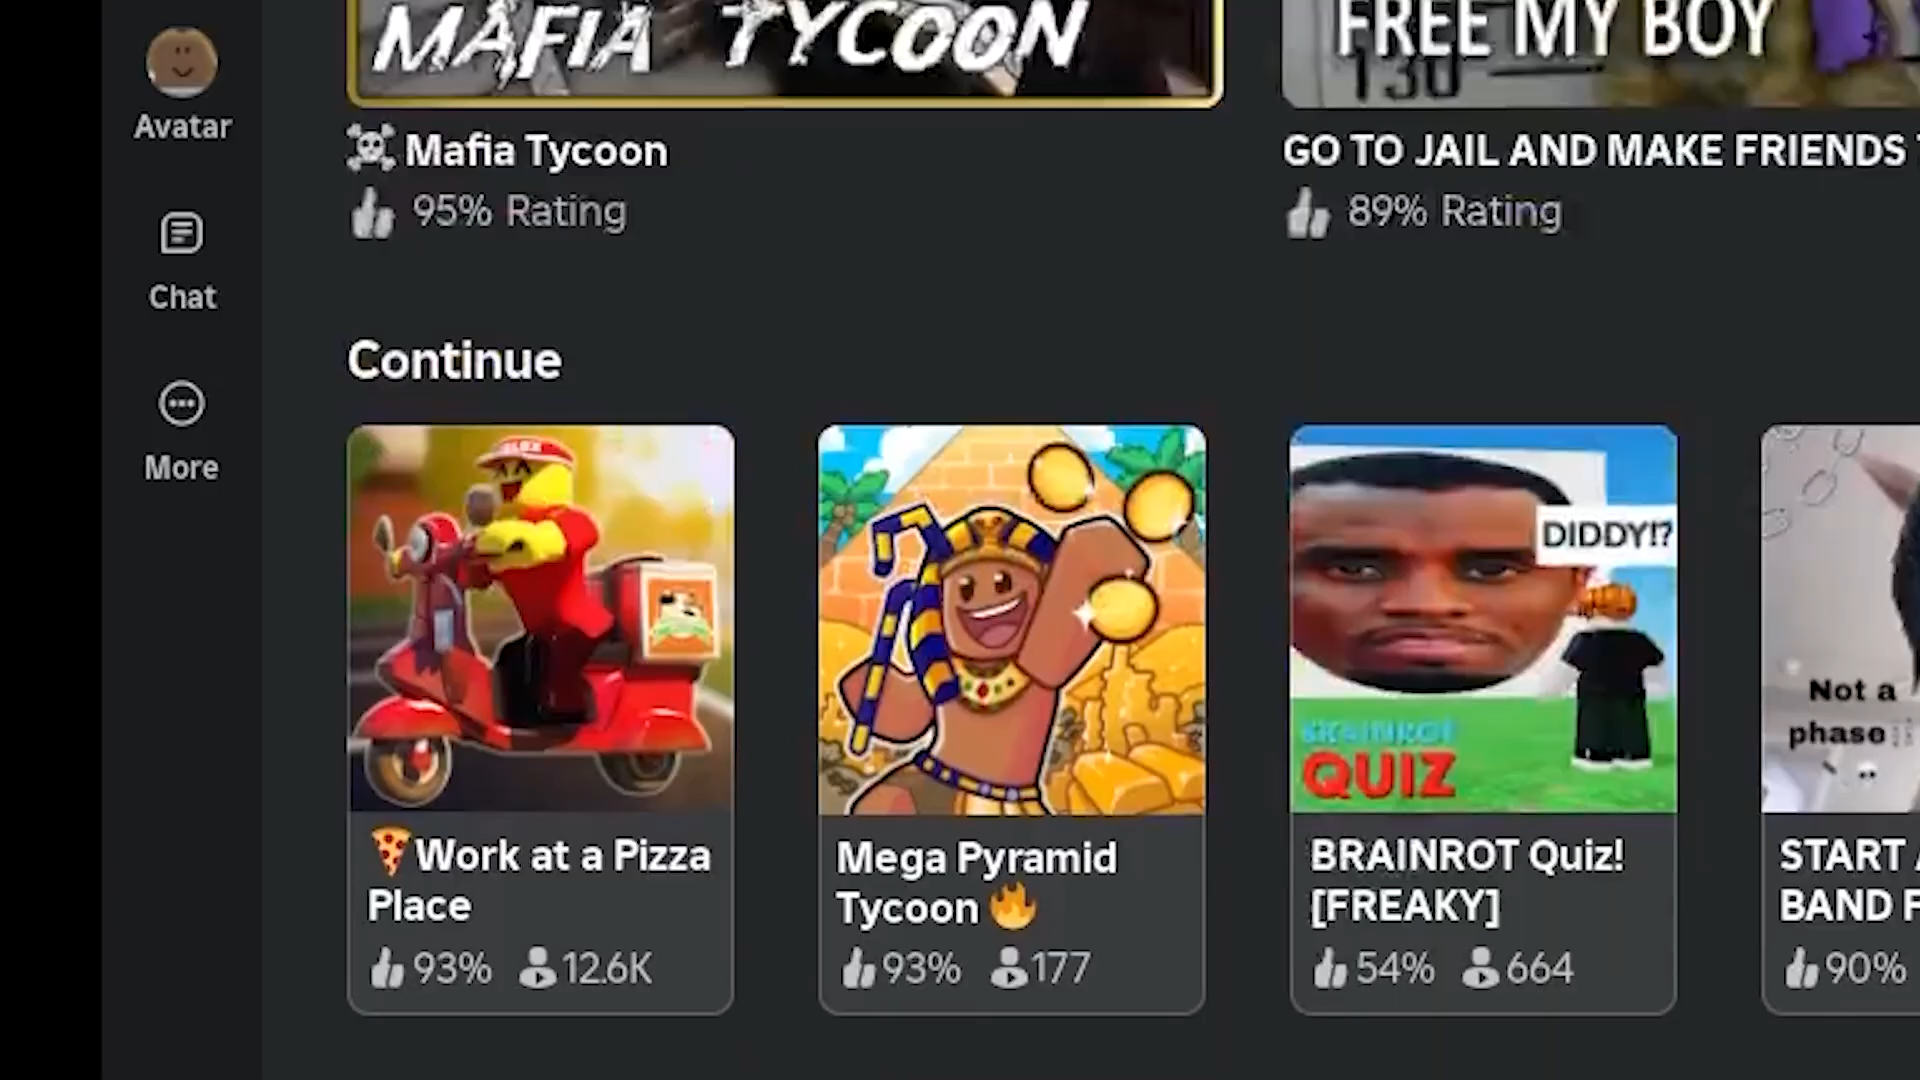 MAFIA TYCOON
FREE MY BOY
130
Avatar
Mafia Tycoon
GO TO JAIL AND MAKE FRIENDS
95% Rating
89% Rating
Chat
Continue
More
DIDDY!?
Not a
phase
BRAINROT
QUIZ
Work at a Pizza
Place
93% 12.6K
Mega Pyramid
Tycoon
93% 177
BRAINROT Quiz!
[FREAKY]
54% 664
START
BAND
90%